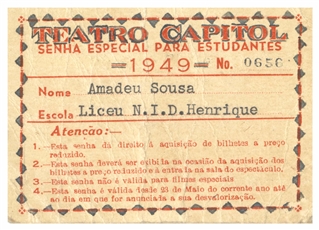 TEATRO CAPITOL
SENHA ESPECIAL PARA ESTUDANTES
—1949— No. 0656
Nome Amadeu Sousa
Escola Liceu N.I.D.Henrique
Atenção:—
1.—Esta senha dá direito à aquisição de bilhetes a preço
reduzido.
2.—Esta senha deverá ser exibida na ocasião da aquisição dos
bilhetes a preço reduzido e à entrada na sala do espectáculo.
3.—Esta senha não é válida para filmes especiais
4.—Esta senha é válida desde 23 de Maio do corrente ano até
ao dia em que for anunciada a sua desvalorização.